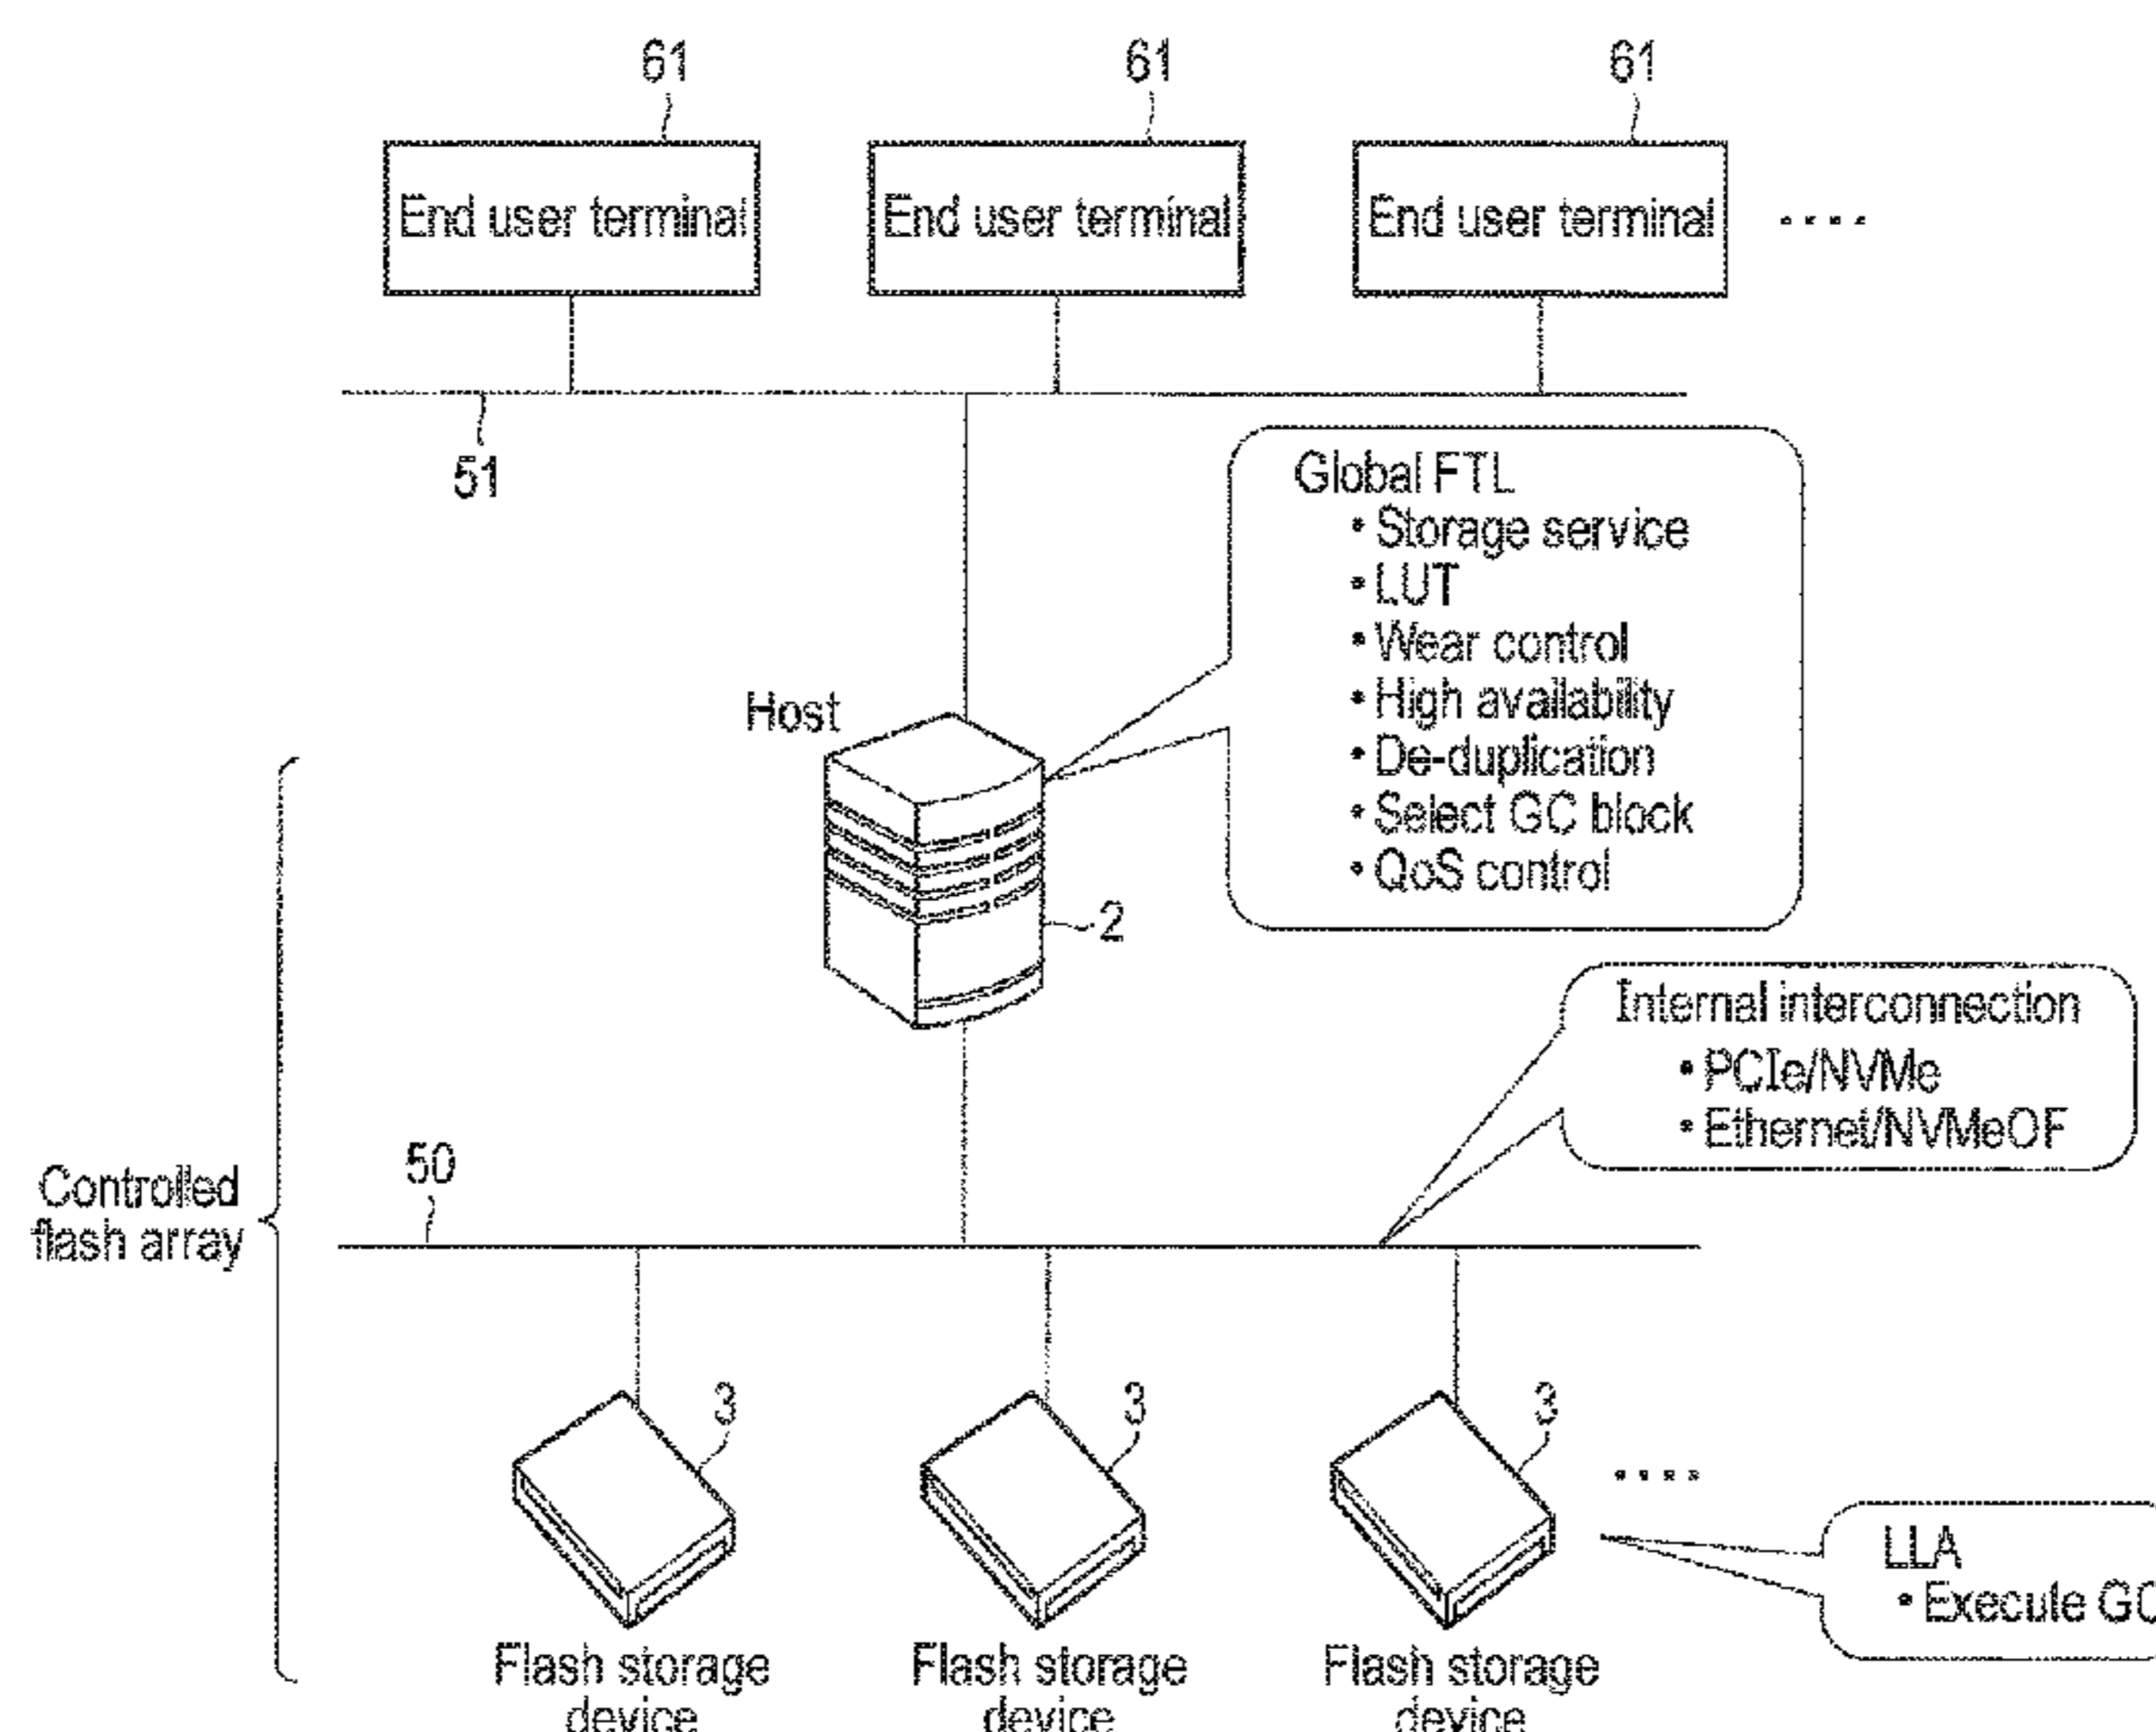 61
61
61
End user terminal
End user terminal
End user terminal
51
Global FTL
• Storage service
• LUT
• Wear control
• High availability
• De-duplication
• Select GC block
• QoS control
Host
2
Internal interconnection
• PCIe/NVMe
• Ethernet/NVMeOF
50
Controlled
flash array
3
3
3
LLA
• Execute GC
Flash storage
device
Flash storage
device
Flash storage
device